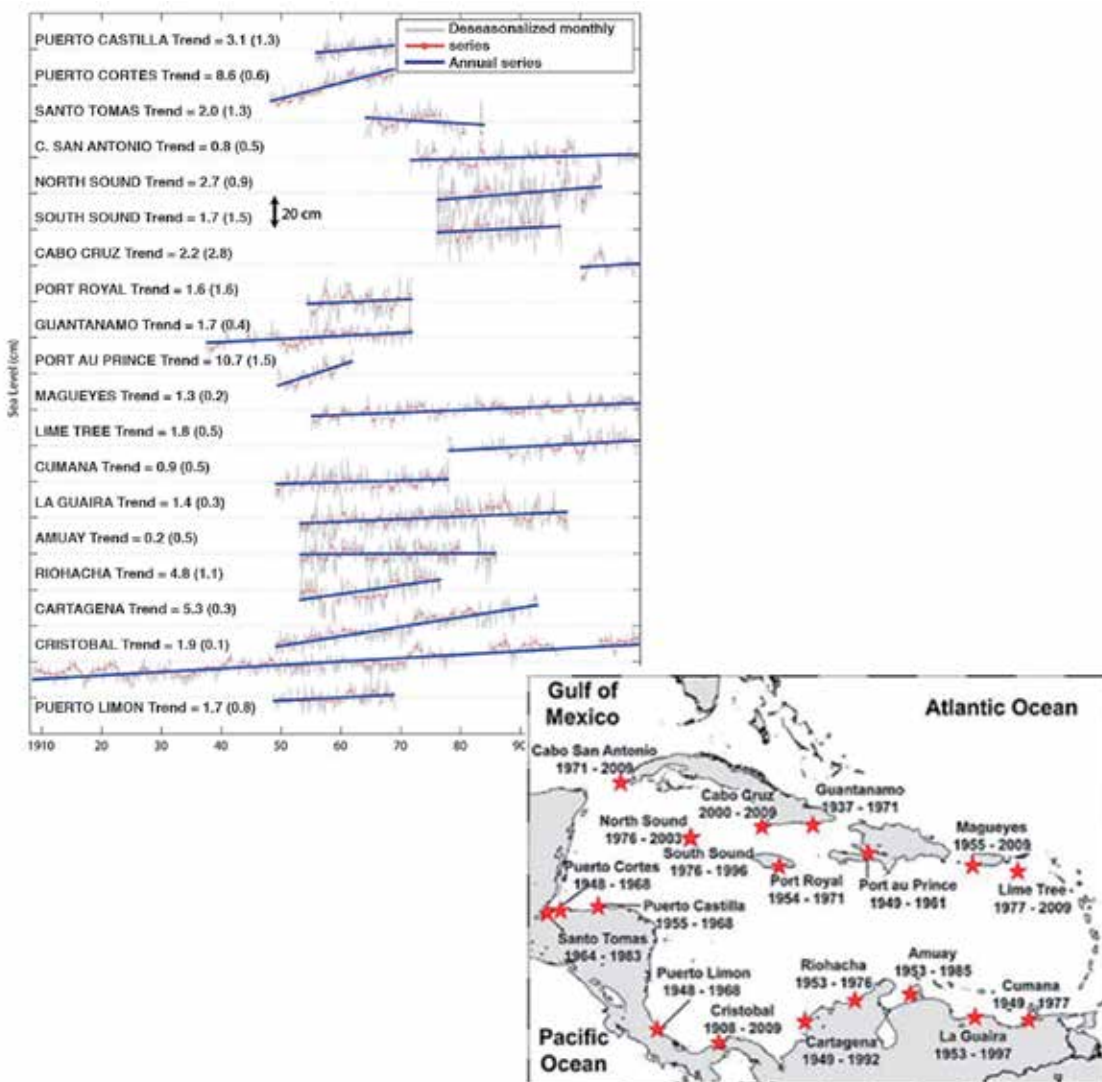 PUERTO CASTILLA Trend = 3.1 (1.3)
PUERTO CORTES Trend = 8.6 (0.6)
SANTO TOMAS Trend = 2.0 (1.3)
C. SAN ANTONIO Trend = 0.8 (0.5)
NORTH SOUND Trend = 2.7 (0.9)
SOUTH SOUND Trend = 1.7 (1.5)
CABO CRUZ Trend = 2.2 (2.8)
PORT ROYAL Trend = 1.6 (1.6)
GUANTANAMO Trend = 1.7 (0.4)
PORT AU PRINCE Trend = 10.7 (1.5)
MAGUEYES Trend = 1.3 (0.2)
LIME TREE Trend = 1.8 (0.5)
CUMANA Trend = 0.9 (0.5)
LA GUAIRA Trend = 1.4 (0.3)
AMUAY Trend = 0.2 (0.5)
RIOHACHA Trend = 4.8 (1.1)
CARTAGENA Trend = 5.3 (0.3)
CRISTOBAL Trend = 1.9 (0.1)
PUERTO LIMON Trend = 1.7 (0.8)
Deseasonalized monthly
series
Annual series
20 cm
Sea Level (cm)
1910 20 30 40 50 60 70 80 90
Gulf of
Mexico
Atlantic Ocean
Cabo San Antonio
1971 - 2009
Cabo Cruz
2000 - 2009
Guantanamo
1937 - 1971
North Sound
1976 - 2003
Magueyes
1955 - 2009
South Sound
1976 - 1996
Puerto Cortes
1948 - 1968
Port Royal
1954 - 1971
Port au Prince
1949 - 1961
Lime Tree
1977 - 2009
Puerto Castilla
1955 - 1968
Santo Tomas
1964 - 1983
Puerto Limon
1948 - 1968
Riohacha
1953 - 1976
Amuay
1953 - 1985
Cumana
1949 - 1977
Cristobal
1908 - 2009
Cartagena
1949 - 1992
La Guaira
1953 - 1997
Pacific
Ocean